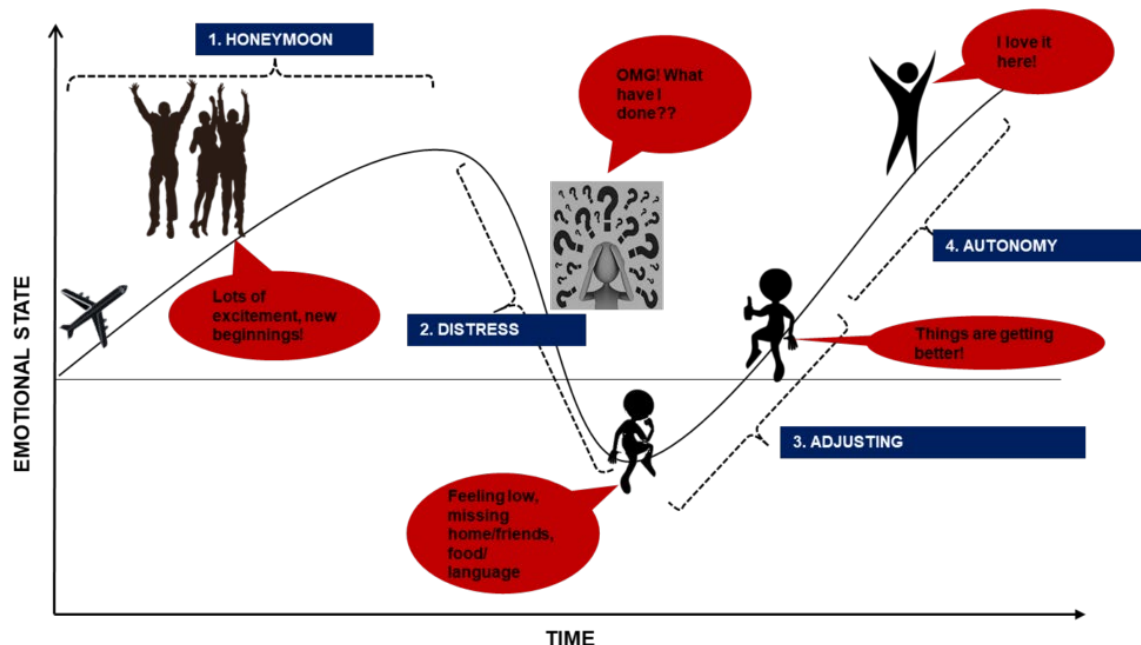 1. HONEYMOON
I love it
here!
OMG! What
have I
done??
4. AUTONOMY
Lots of
excitement, new
beginnings!
2. DISTRESS
Things are getting
better!
3. ADJUSTING
Feeling low,
missing
home/friends,
food/
language
EMOTIONAL STATE
TIME